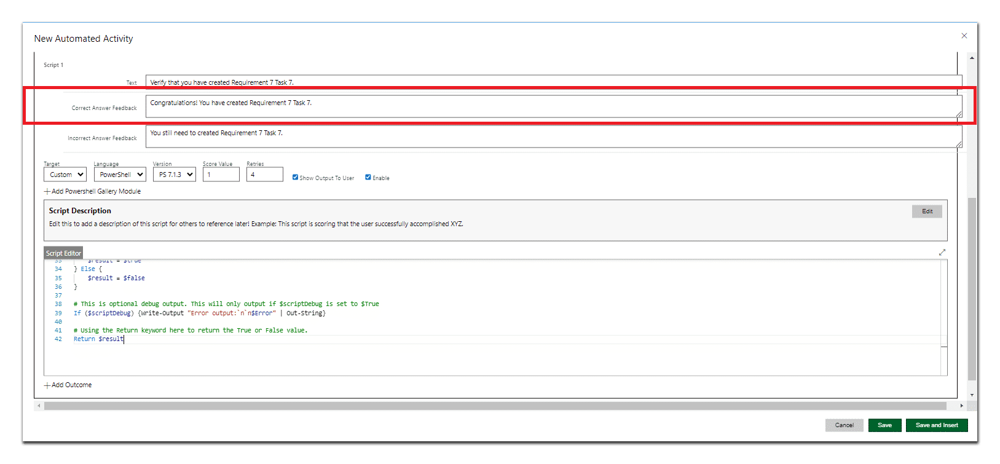 New Automated Activity
Script 1
Text
Verify that you have created Requirement 7 Task 7.
Correct Answer Feedback
Congratulations! You have created Requirement 7 Task 7.
Incorrect Answer Feedback
You still need to created Requirement 7 Task 7.
Target Language Version Score Value Retries
Custom PowerShell PS 7.1.3 1 4 Show Output To User Enable
Add Powershell Gallery Module
Script Description
Edit
Edit this to add a description of this script for others to reference later! Example: This script is scoring that the user successfully accomplished XYZ.
Script Editor
33 $result = $true
34 } Else {
35 $result = $false
36 }
37
38 # This is optional debug output. This will only output if $scriptDebug is set to $True
39 If ($scriptDebug) {Write-Output "Error output:`n`n$Error" | Out-String}
40
41 # Using the Return keyword here to return the True or False value.
42 Return $result
Add Outcome
Cancel Save Save and Insert